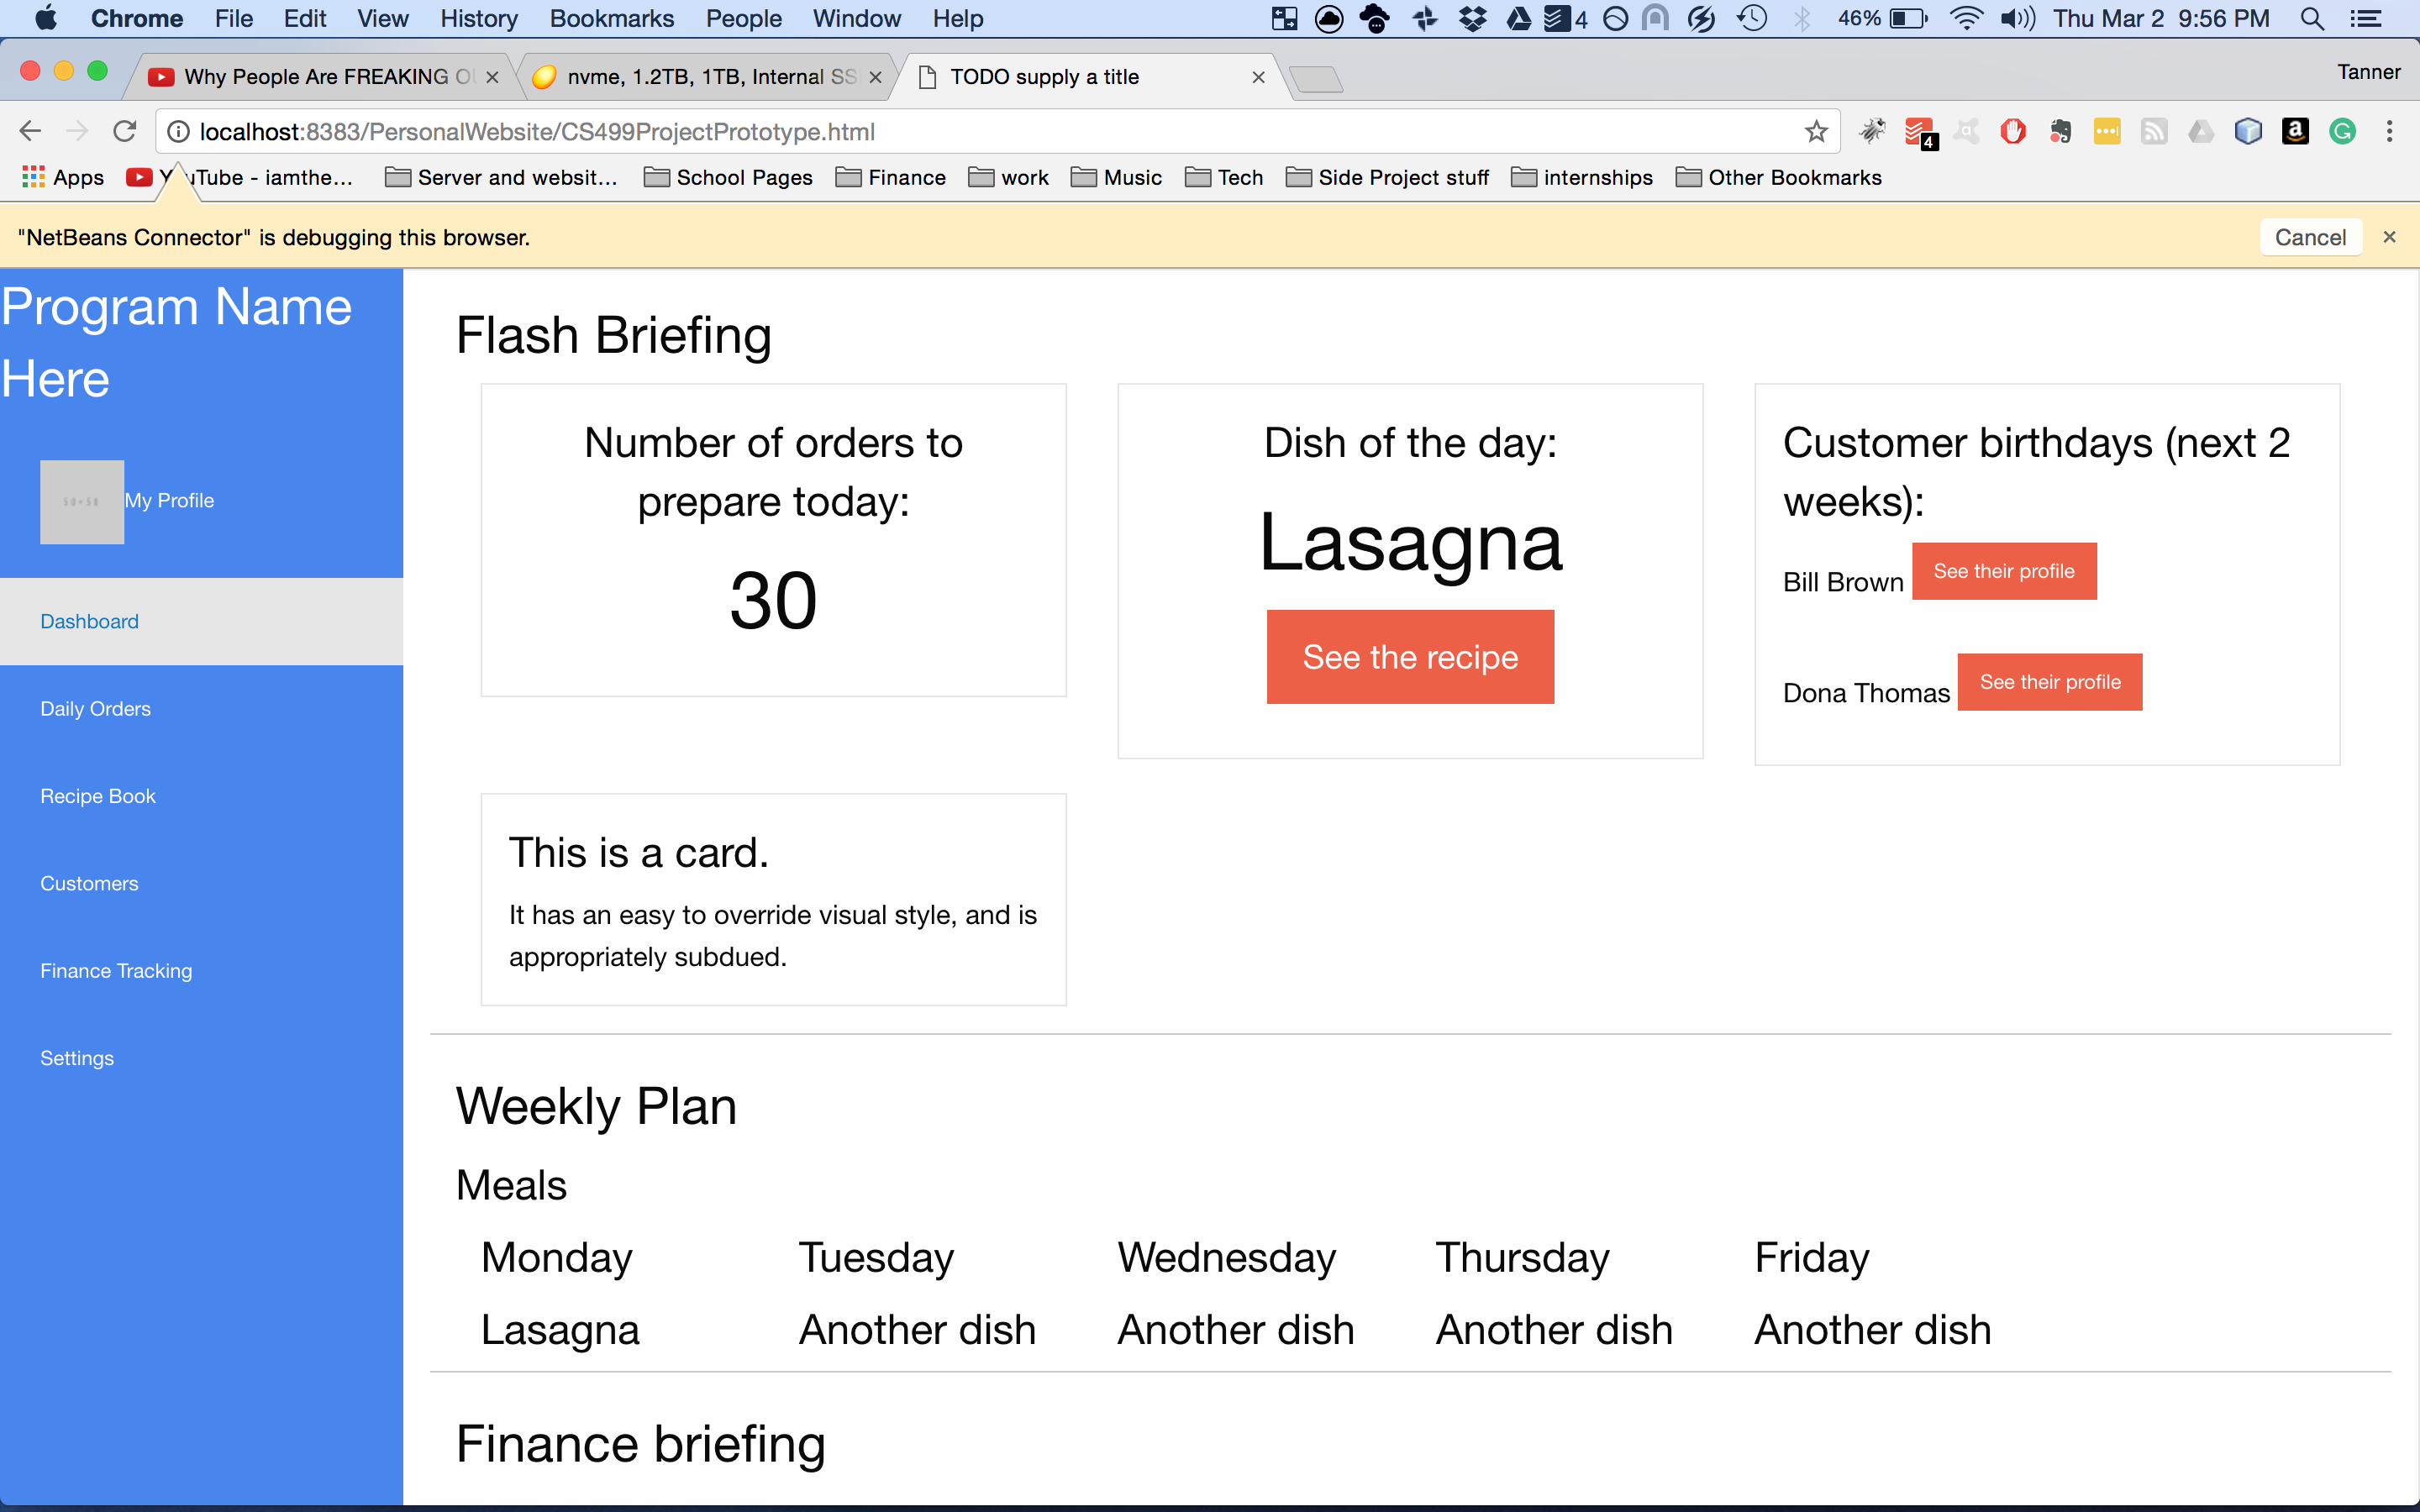 Chrome File Edit View History Bookmarks People Window Help 4 46% Thu Mar 2 9:56 PM
Why People Are FREAKING OU nvme, 1.2TB, 1TB, Internal SS TODO supply a title Tanner
localhost:8383/PersonalWebsite/CS499ProjectPrototype.html 4
Apps YouTube - iamthe... Server and websit... School Pages Finance work Music Tech Side Project stuff internships Other Bookmarks
"NetBeans Connector" is debugging this browser. Cancel
Program Name
Here
50×50 My Profile
Dashboard
Daily Orders
Recipe Book
Customers
Finance Tracking
Settings
Flash Briefing
Number of orders to
prepare today:
30
Dish of the day:
Lasagna
See the recipe
Customer birthdays (next 2
weeks):
Bill Brown See their profile
Dona Thomas See their profile
This is a card.
It has an easy to override visual style, and is
appropriately subdued.
Weekly Plan
Meals
Monday Tuesday Wednesday Thursday Friday
Lasagna Another dish Another dish Another dish Another dish
Finance briefing